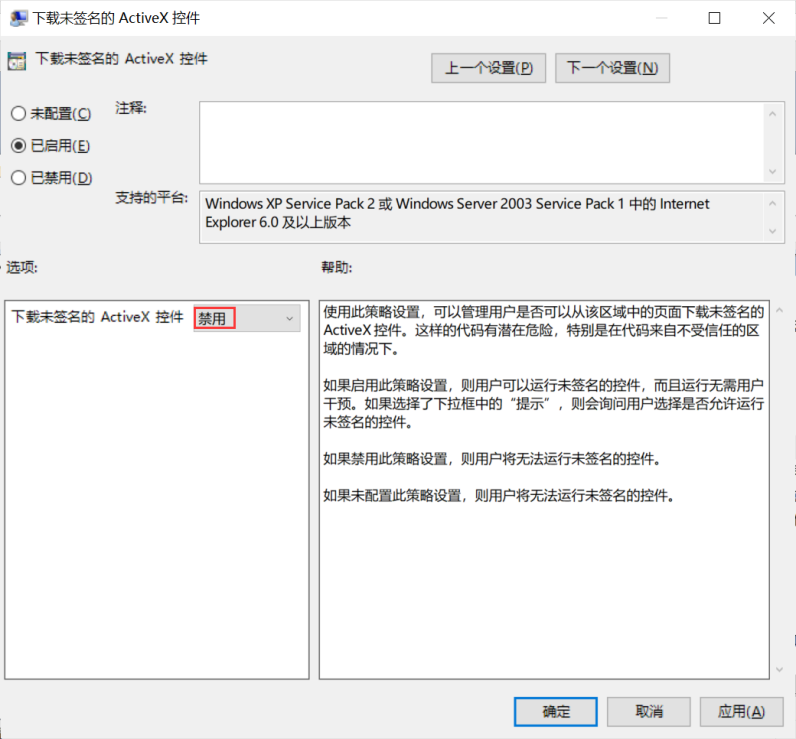 下载未签名的 ActiveX 控件
下载未签名的 ActiveX 控件
上一个设置(P)
下一个设置(N)
未配置(C)
已启用(E)
已禁用(D)
注释:
支持的平台:
Windows XP Service Pack 2 或 Windows Server 2003 Service Pack 1 中的 Internet
Explorer 6.0 及以上版本
选项:
帮助:
下载未签名的 ActiveX 控件
禁用
使用此策略设置，可以管理用户是否可以从该区域中的页面下载未签名的
ActiveX 控件。这样的代码有潜在危险，特别是在代码来自不受信任的区
域的情况下。
如果启用此策略设置，则用户可以运行未签名的控件，而且运行无需用户
干预。如果选择了下拉框中的“提示”，则会询问用户选择是否允许运行
未签名的控件。
如果禁用此策略设置，则用户将无法运行未签名的控件。
如果未配置此策略设置，则用户将无法运行未签名的控件。
确定
取消
应用(A)